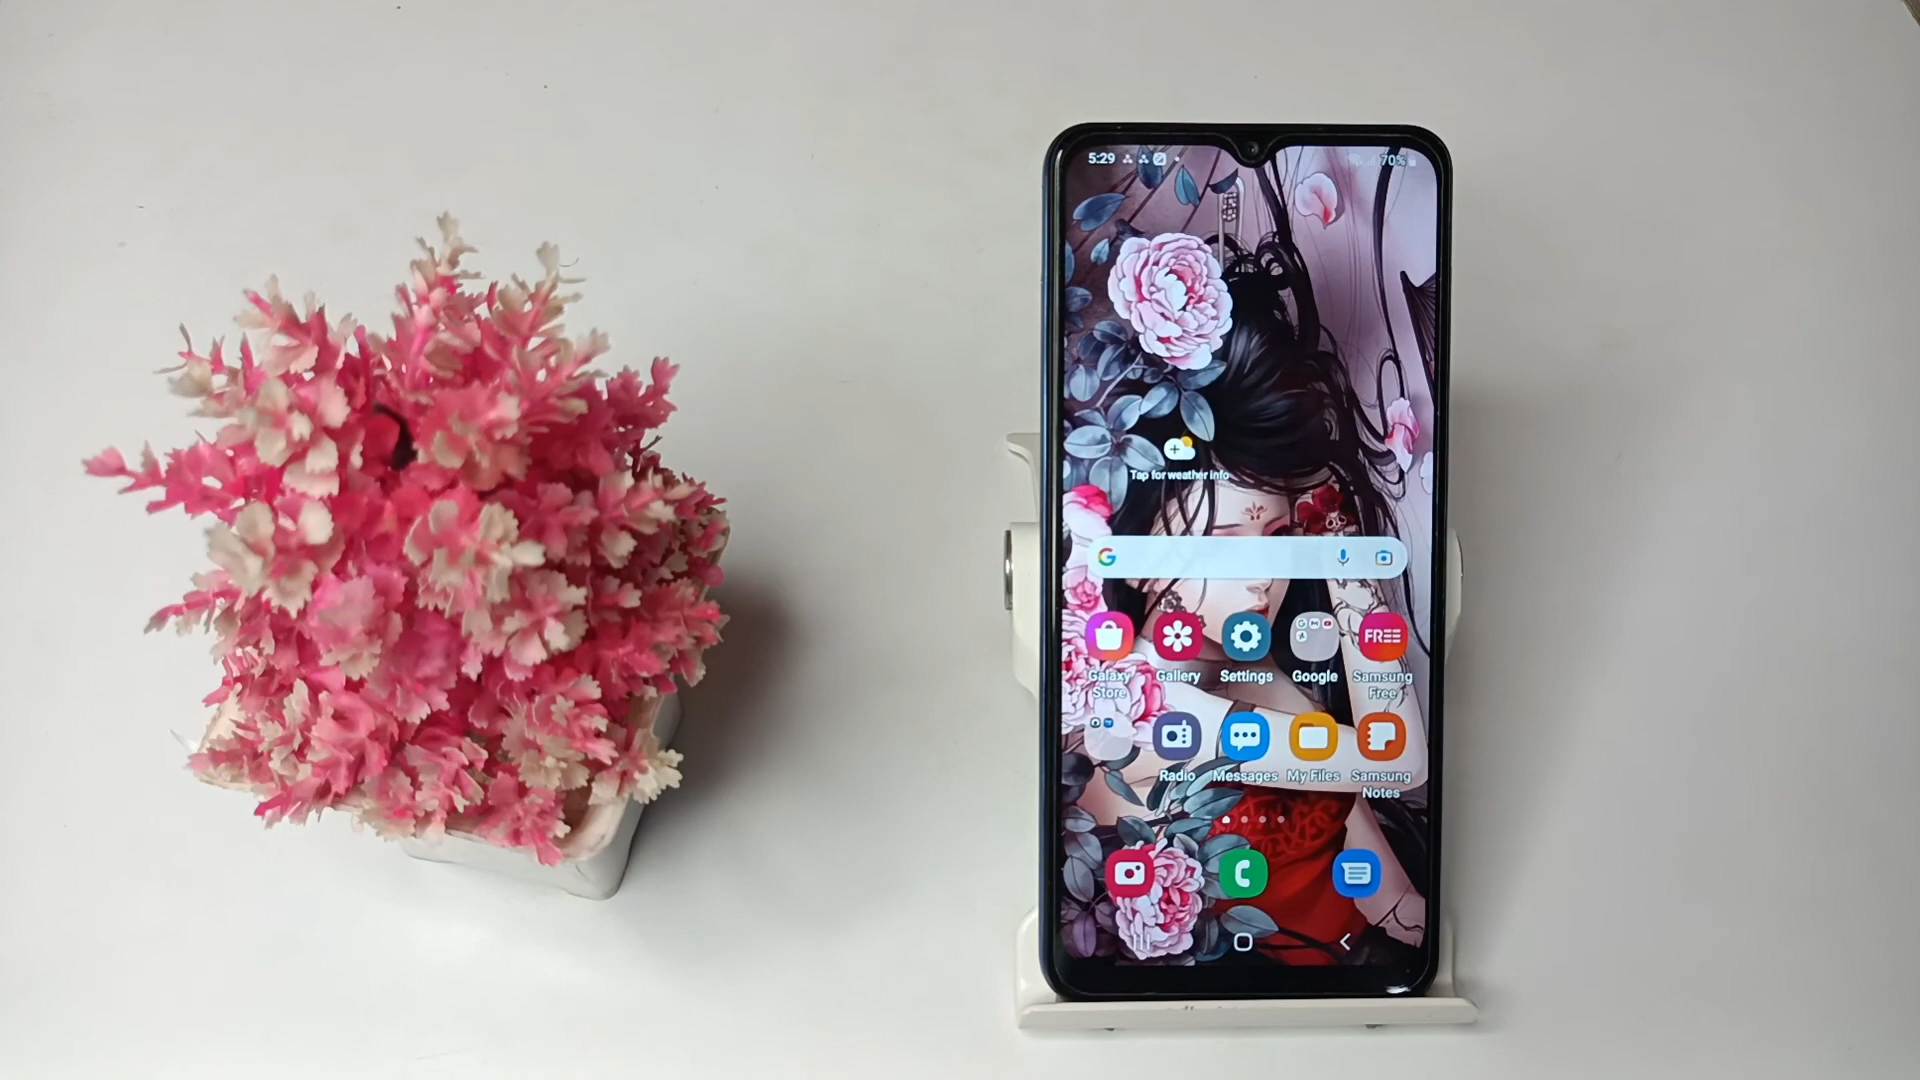 5:29
70%
Tap for weather info
G
FREE
Galaxy Store
Gallery
Settings
Google
Samsung Free
Radio
Messages
My Files
Samsung Notes